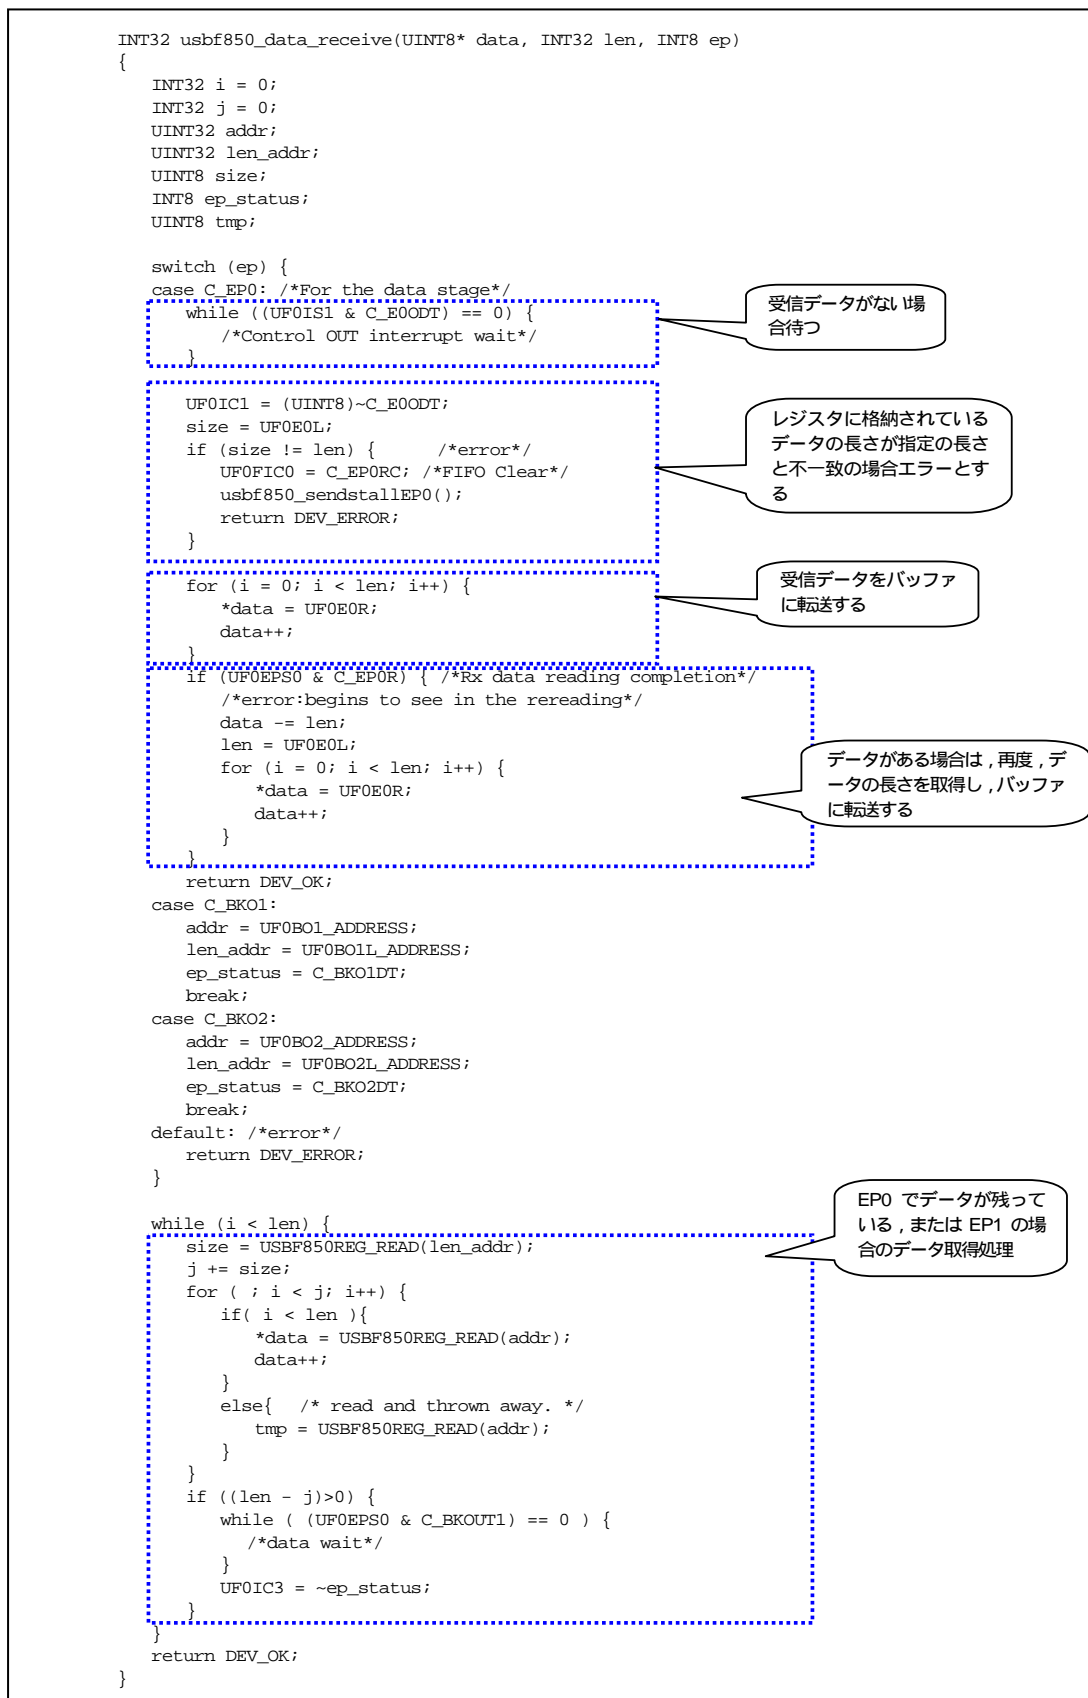 INT32 usbf850_data_receive(UINT8* data, INT32 len, INT8 ep)
{
INT32 i = 0;
INT32 j = 0;
UINT32 addr;
UINT32 len_addr;
UINT8 size;
INT8 ep_status;
UINT8 tmp;
switch (ep) {
case C_EP0: /*For the data stage*/
while ((UF0IS1 & C_E0ODT) == 0) {
/*Control OUT interrupt wait*/
}
受信データがない場
合待つ
UF0IC1 = (UINT8)~C_E0ODT;
size = UF0E0L;
if (size != len) { /*error*/
UF0FIC0 = C_EP0RC; /*FIFO Clear*/
usbf850_sendstallEP0();
return DEV_ERROR;
}
レジスタに格納されている
データの長さが指定の長さ
と不一致の場合エラーとす
る
for (i = 0; i < len; i++) {
*data = UF0E0R;
data++;
}
受信データをバッファ
に転送する
if (UF0EPS0 & C_EP0R) { /*Rx data reading completion*/
/*error:begins to see in the rereading*/
data -= len;
len = UF0E0L;
for (i = 0; i < len; i++) {
*data = UF0E0R;
data++;
}
}
データがある場合は，再度，デ
ータの長さを取得し，バッファ
に転送する
return DEV_OK;
case C_BKO1:
addr = UF0BO1_ADDRESS;
len_addr = UF0BO1L_ADDRESS;
ep_status = C_BKO1DT;
break;
case C_BKO2:
addr = UF0BO2_ADDRESS;
len_addr = UF0BO2L_ADDRESS;
ep_status = C_BKO2DT;
break;
default: /*error*/
return DEV_ERROR;
}
while (i < len) {
size = USBF850REG_READ(len_addr);
j += size;
for ( ; i < j; i++) {
if( i < len ){
*data = USBF850REG_READ(addr);
data++;
}
else{ /* read and thrown away. */
tmp = USBF850REG_READ(addr);
}
}
if ((len - j)>0) {
while ( (UF0EPS0 & C_BKOUT1) == 0 ) {
/*data wait*/
}
UF0IC3 = ~ep_status;
}
}
EP0 でデータが残って
いる，または EP1 の場
合のデータ取得処理
return DEV_OK;
}